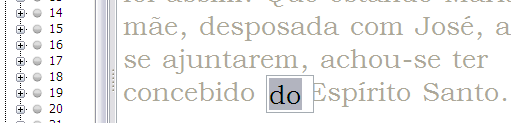 14
15
16
17
18
19
20
mãe, desposada com José, a
se ajuntarem, achou-se ter
concebido do Espírito Santo.